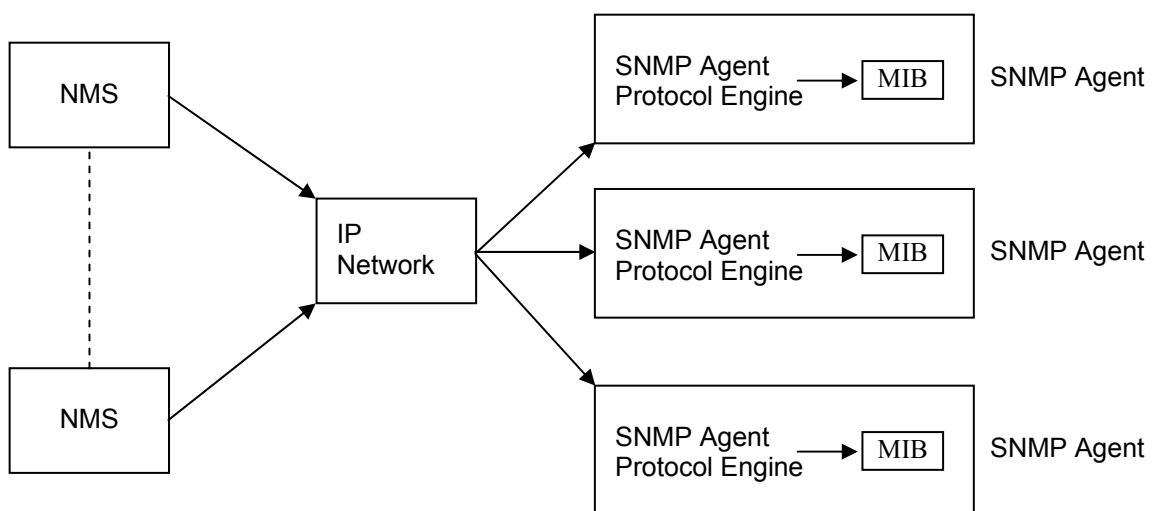 NMS
NMS
IP
Network
SNMP Agent
Protocol Engine
MIB
SNMP Agent
SNMP Agent
Protocol Engine
MIB
SNMP Agent
SNMP Agent
Protocol Engine
MIB
SNMP Agent